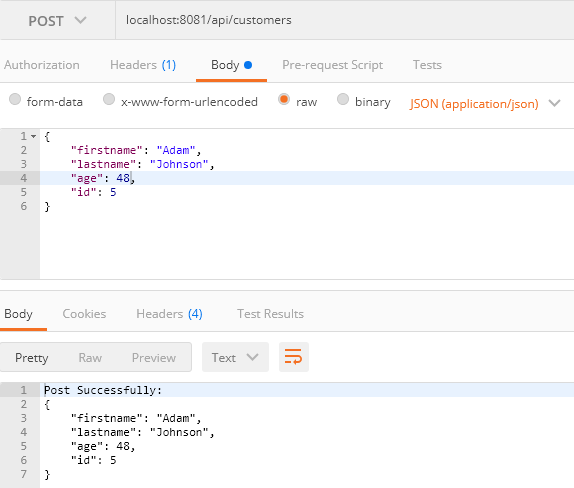 POST localhost:8081/api/customers
Authorization Headers (1) Body Pre-request Script Tests
form-data x-www-form-urlencoded raw binary JSON (application/json)
1 {
2 "firstname": "Adam",
3 "lastname": "Johnson",
4 "age": 48,
5 "id": 5
6 }
Body Cookies Headers (4) Test Results
Pretty Raw Preview Text
1 Post Successfully:
2 {
3 "firstname": "Adam",
4 "lastname": "Johnson",
5 "age": 48,
6 "id": 5
7 }